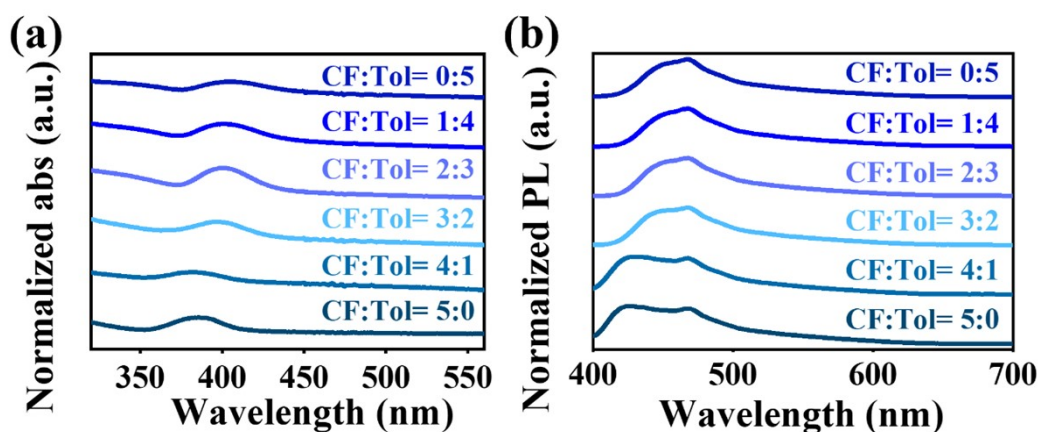 (a)
Normalized abs (a.u.)
CF:Tol= 0:5
CF:Tol= 1:4
CF:Tol= 2:3
CF:Tol= 3:2
CF:Tol= 4:1
CF:Tol= 5:0
350 400 450 500 550
Wavelength (nm)
(b)
Normalized PL (a.u.)
CF:Tol= 0:5
CF:Tol= 1:4
CF:Tol= 2:3
CF:Tol= 3:2
CF:Tol= 4:1
CF:Tol= 5:0
400 500 600 700
Wavelength (nm)